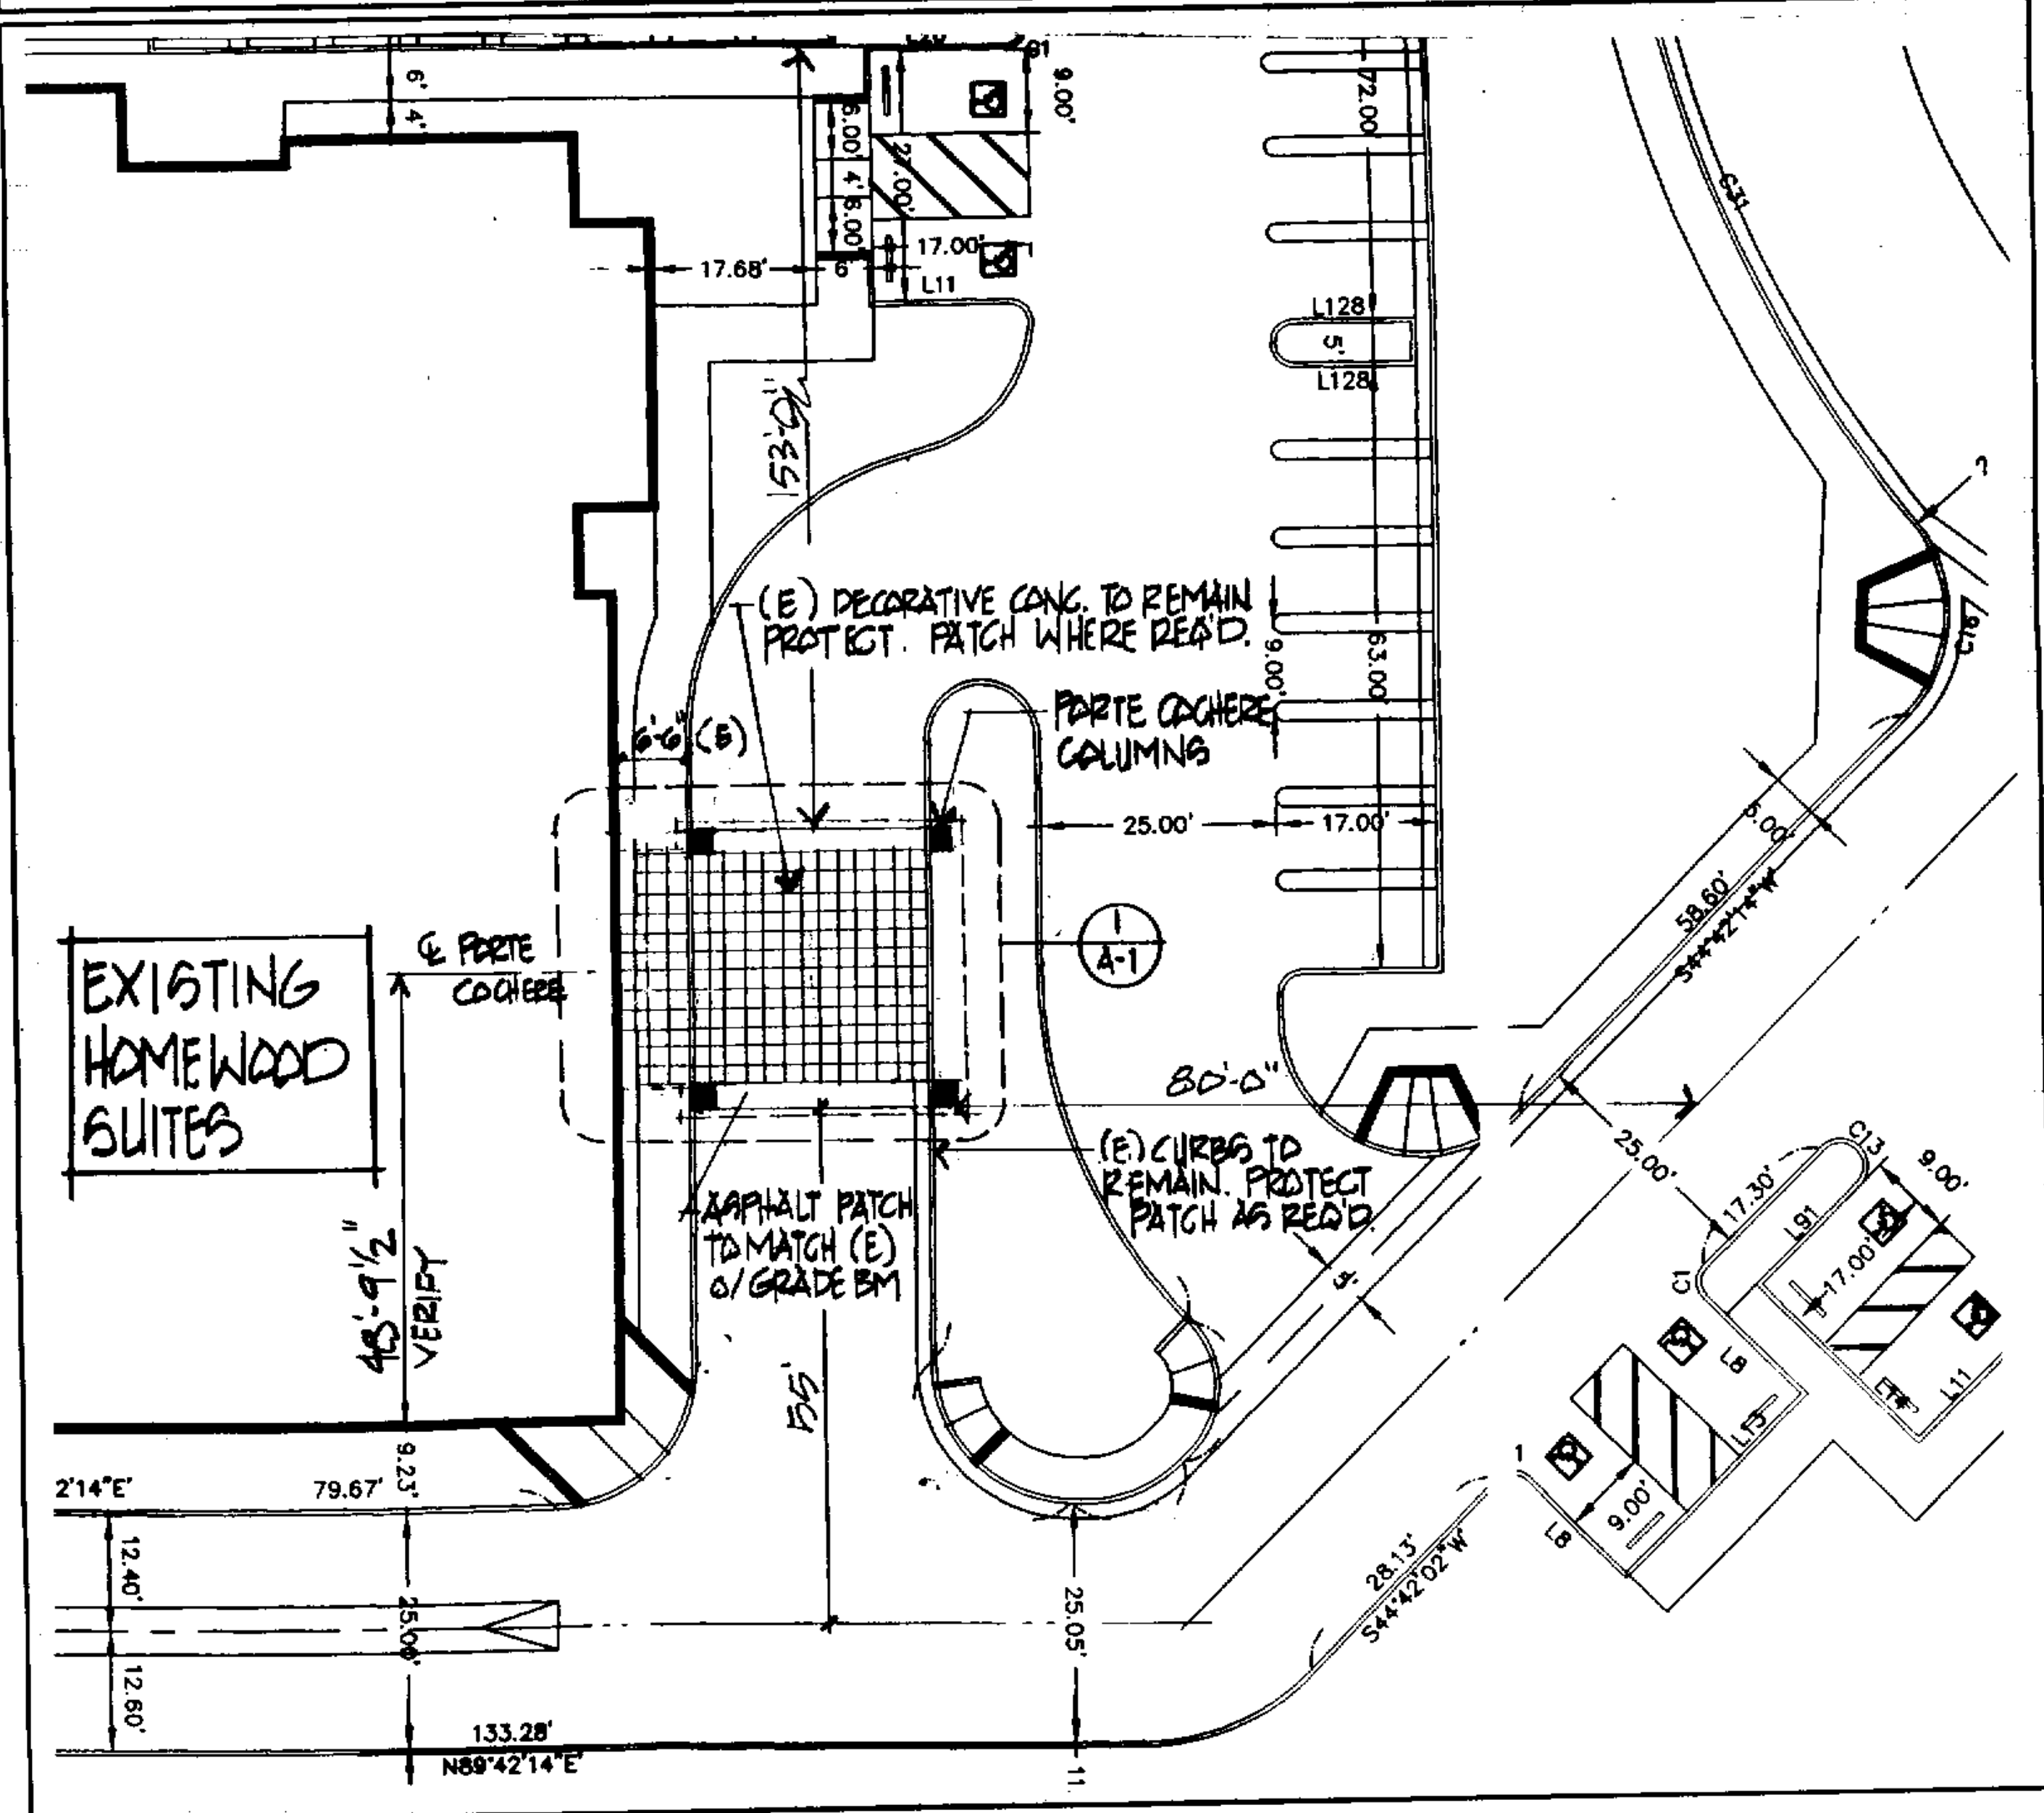 6'
4'
9.00'
6.00'
4'
6.00'
27.00'
17.00'
17.68'
6'
L11
72.00
C31
L128
5'
L128
153'-0"
(E) DECORATIVE CONC. TO REMAIN
PROTECT. PATCH WHERE REQ'D.
9.00'
63.00'
PORTE COCHERE
COLUMNS
6'-6" (E)
25.00'
17.00'
5.00'
58.60'
S44°42'14"W
EXISTING
HOMEWOOD
SUITES
℄ PORTE
COCHERE
1
A-1
80'-0"
(E) CURBS TO
REMAIN. PROTECT
PATCH AS REQ'D
ASPHALT PATCH
TO MATCH (E)
O/ GRADE BM
48'-9 1/2"
VERIFY
55'
25.00'
C13
9.00'
17.30'
L91
17.00'
C1
L8
L11
L13
1
9.00'
L8
2'14"E'
79.67'
9.23'
12.40'
25.00'
12.60'
25.05'
28.13'
S44°42'02"W
133.28'
N89°42'14"E
11.